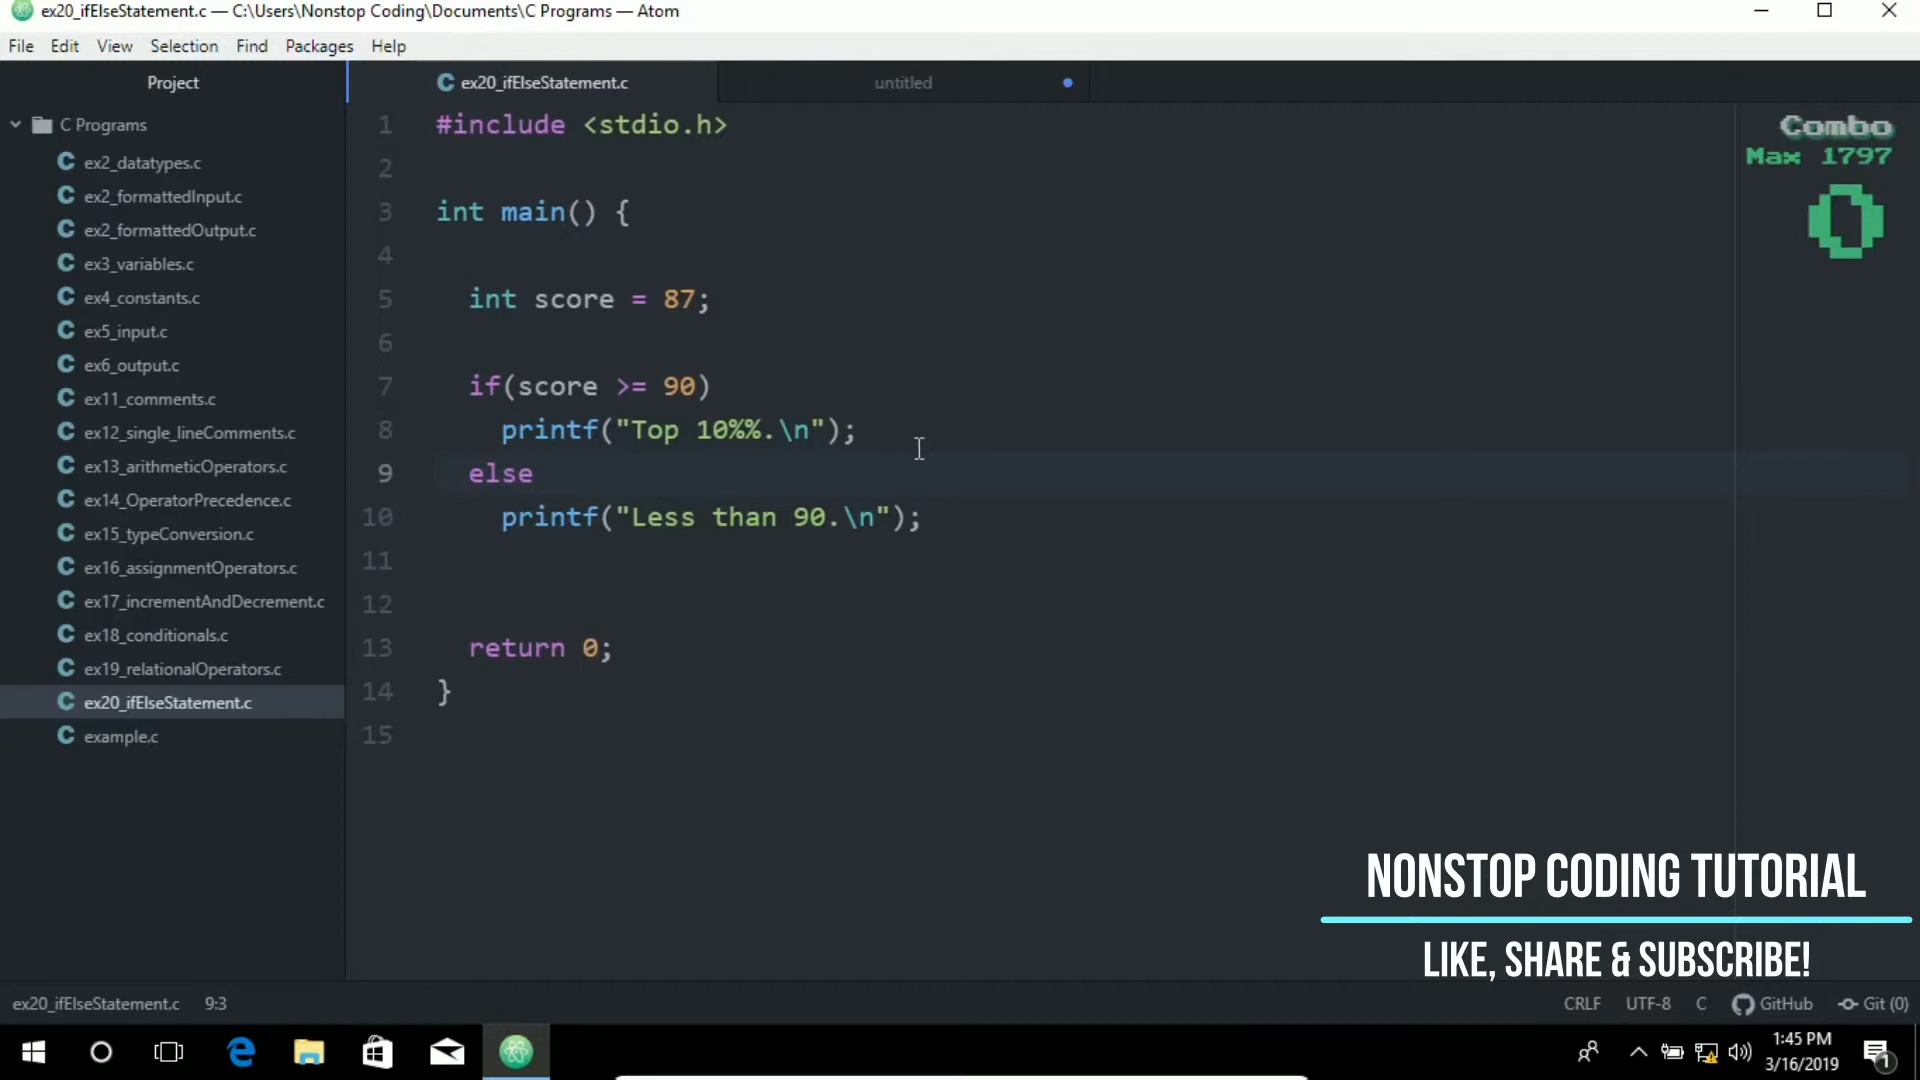 ex20_ifElseStatement.c — C:\Users\Nonstop Coding\Documents\C Programs — Atom
File Edit View Selection Find Packages Help
Project
ex20_ifElseStatement.c
untitled
C Programs
ex2_datatypes.c
ex2_formattedInput.c
ex2_formattedOutput.c
ex3_variables.c
ex4_constants.c
ex5_input.c
ex6_output.c
ex11_comments.c
ex12_single_lineComments.c
ex13_arithmeticOperators.c
ex14_OperatorPrecedence.c
ex15_typeConversion.c
ex16_assignmentOperators.c
ex17_incrementAndDecrement.c
ex18_conditionals.c
ex19_relationalOperators.c
ex20_ifElseStatement.c
example.c
1 #include <stdio.h>
2
3 int main() {
4
5 int score = 87;
6
7 if(score >= 90)
8 printf("Top 10%%.\n");
9 else
10 printf("Less than 90.\n");
11
12
13 return 0;
14 }
15
Combo
Max 1797
0
NONSTOP CODING TUTORIAL
LIKE, SHARE & SUBSCRIBE!
ex20_ifElseStatement.c 9:3
CRLF UTF-8 C GitHub Git (0)
1:45 PM
3/16/2019
1